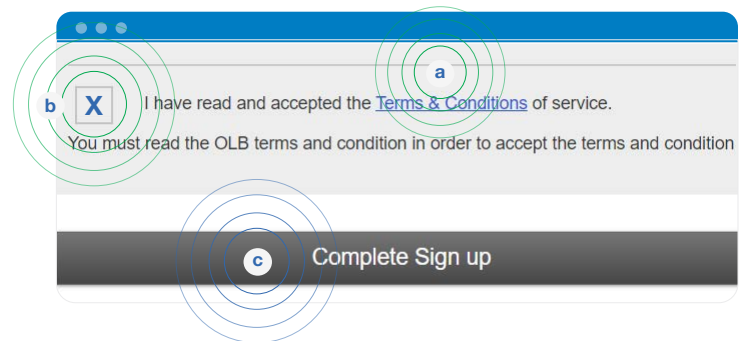 a
b X I have read and accepted the Terms & Conditions of service.
You must read the OLB terms and condition in order to accept the terms and condition
c Complete Sign up